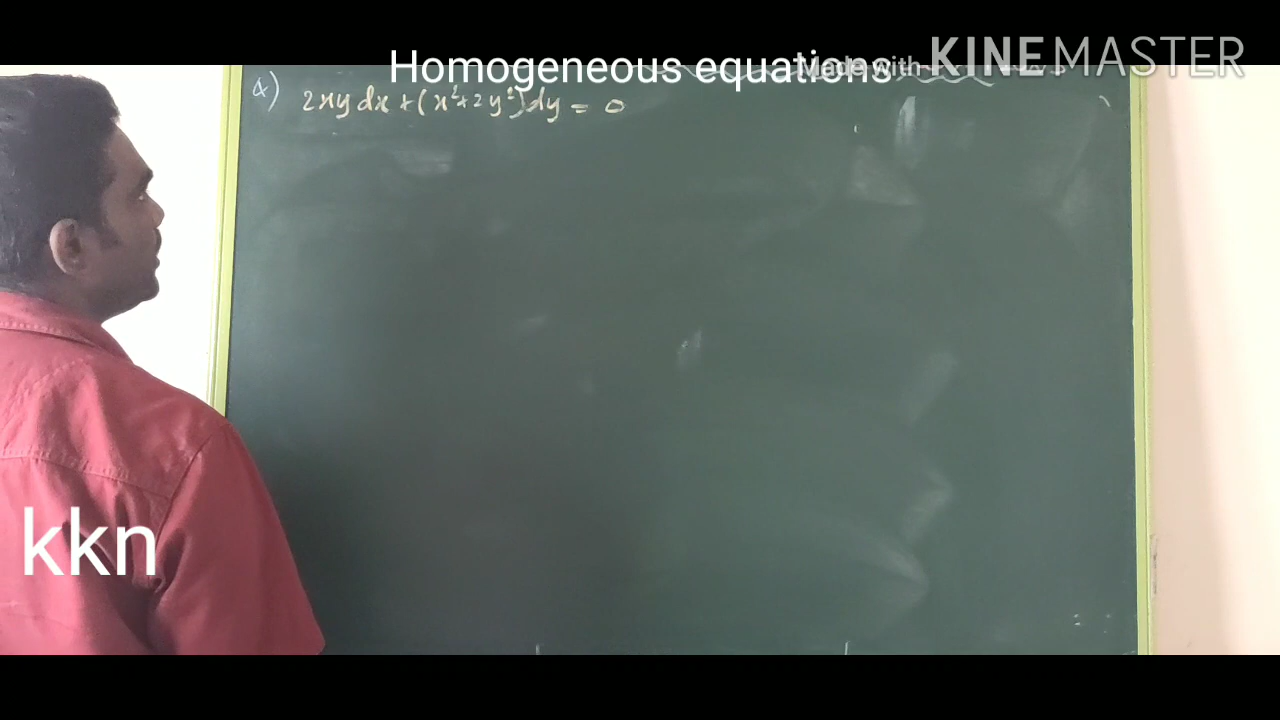 Homogeneous equations
Made with KINEMASTER
α) 2xy dx + (x²+2y²)dy = 0
kkn